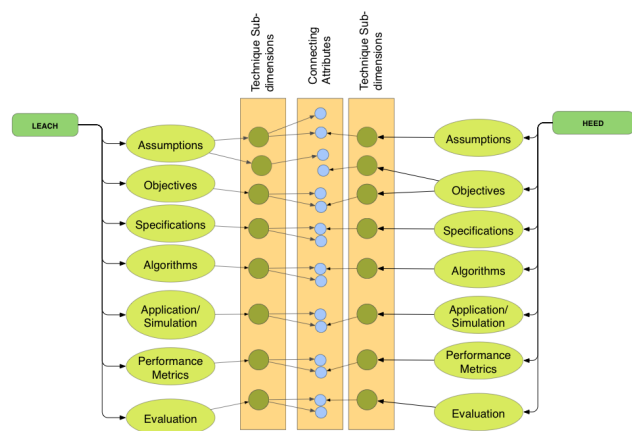 Technique Sub-
dimensions
Connecting
Attributes
Technique Sub-
dimensions
LEACH
HEED
Assumptions
Objectives
Specifications
Algorithms
Application/
Simulation
Performance
Metrics
Evaluation
Assumptions
Objectives
Specifications
Algorithms
Application/
Simulation
Performance
Metrics
Evaluation